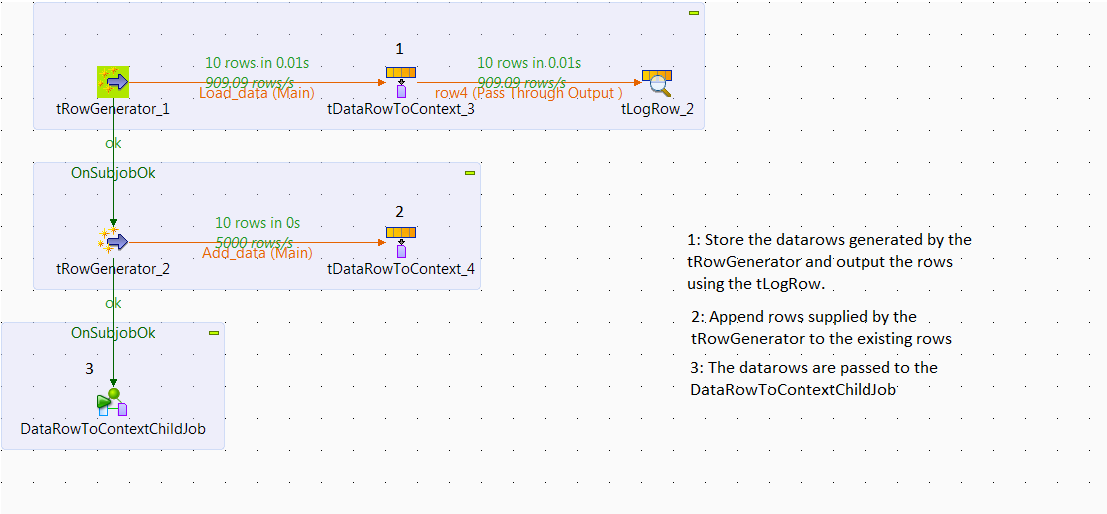 1
10 rows in 0.01s
10 rows in 0.01s
909.09 rows/s
909.09 rows/s
Load_data (Main)
row4 (Pass Through Output )
tRowGenerator_1
tDataRowToContext_3
tLogRow_2
ok
OnSubjobOk
2
10 rows in 0s
5000 rows/s
Add_data (Main)
tRowGenerator_2
tDataRowToContext_4
ok
OnSubjobOk
3
DataRowToContextChildJob
1: Store the datarows generated by the
tRowGenerator and output the rows
using the tLogRow.
2: Append rows supplied by the
tRowGenerator to the existing rows
3: The datarows are passed to the
DataRowToContextChildJob